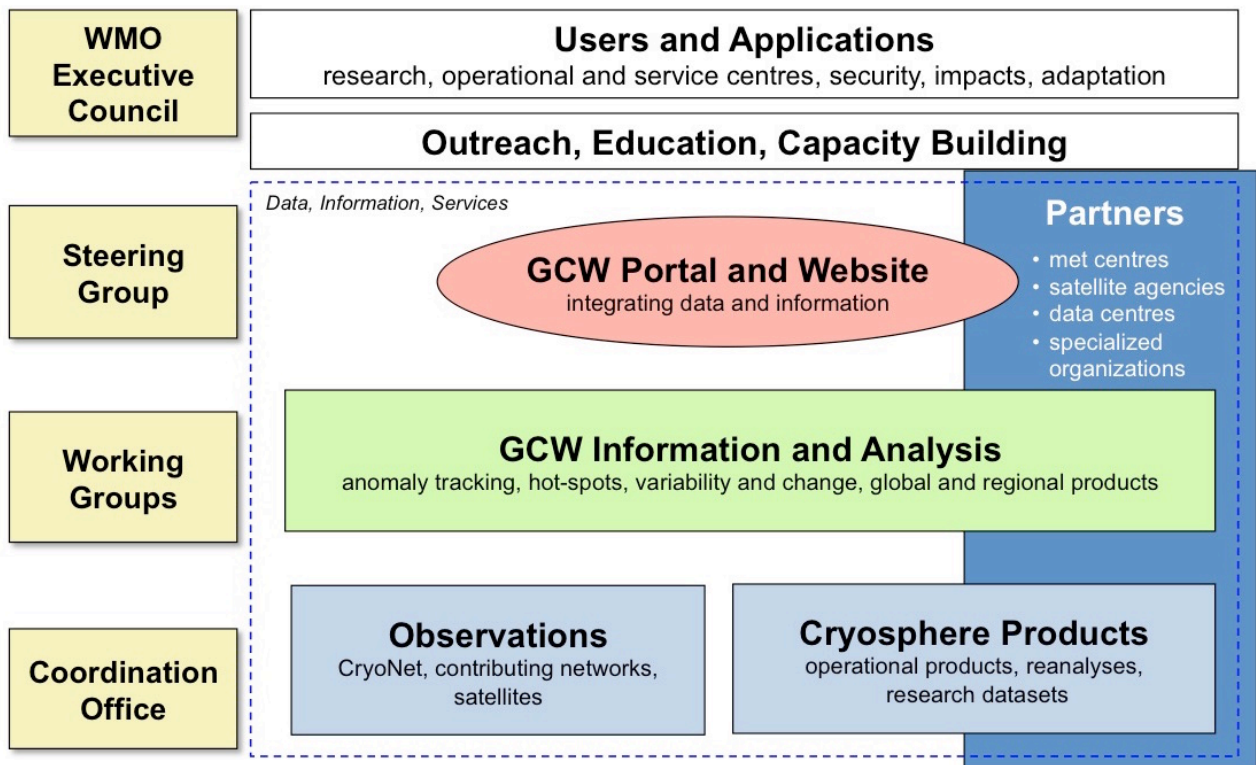 WMO
Executive
Council
Users and Applications
research, operational and service centres, security, impacts, adaptation
Outreach, Education, Capacity Building
Steering
Group
Data, Information, Services
GCW Portal and Website
integrating data and information
Partners
• met centres
• satellite agencies
• data centres
• specialized
organizations
Working
Groups
GCW Information and Analysis
anomaly tracking, hot-spots, variability and change, global and regional products
Coordination
Office
Observations
CryoNet, contributing networks,
satellites
Cryosphere Products
operational products, reanalyses,
research datasets